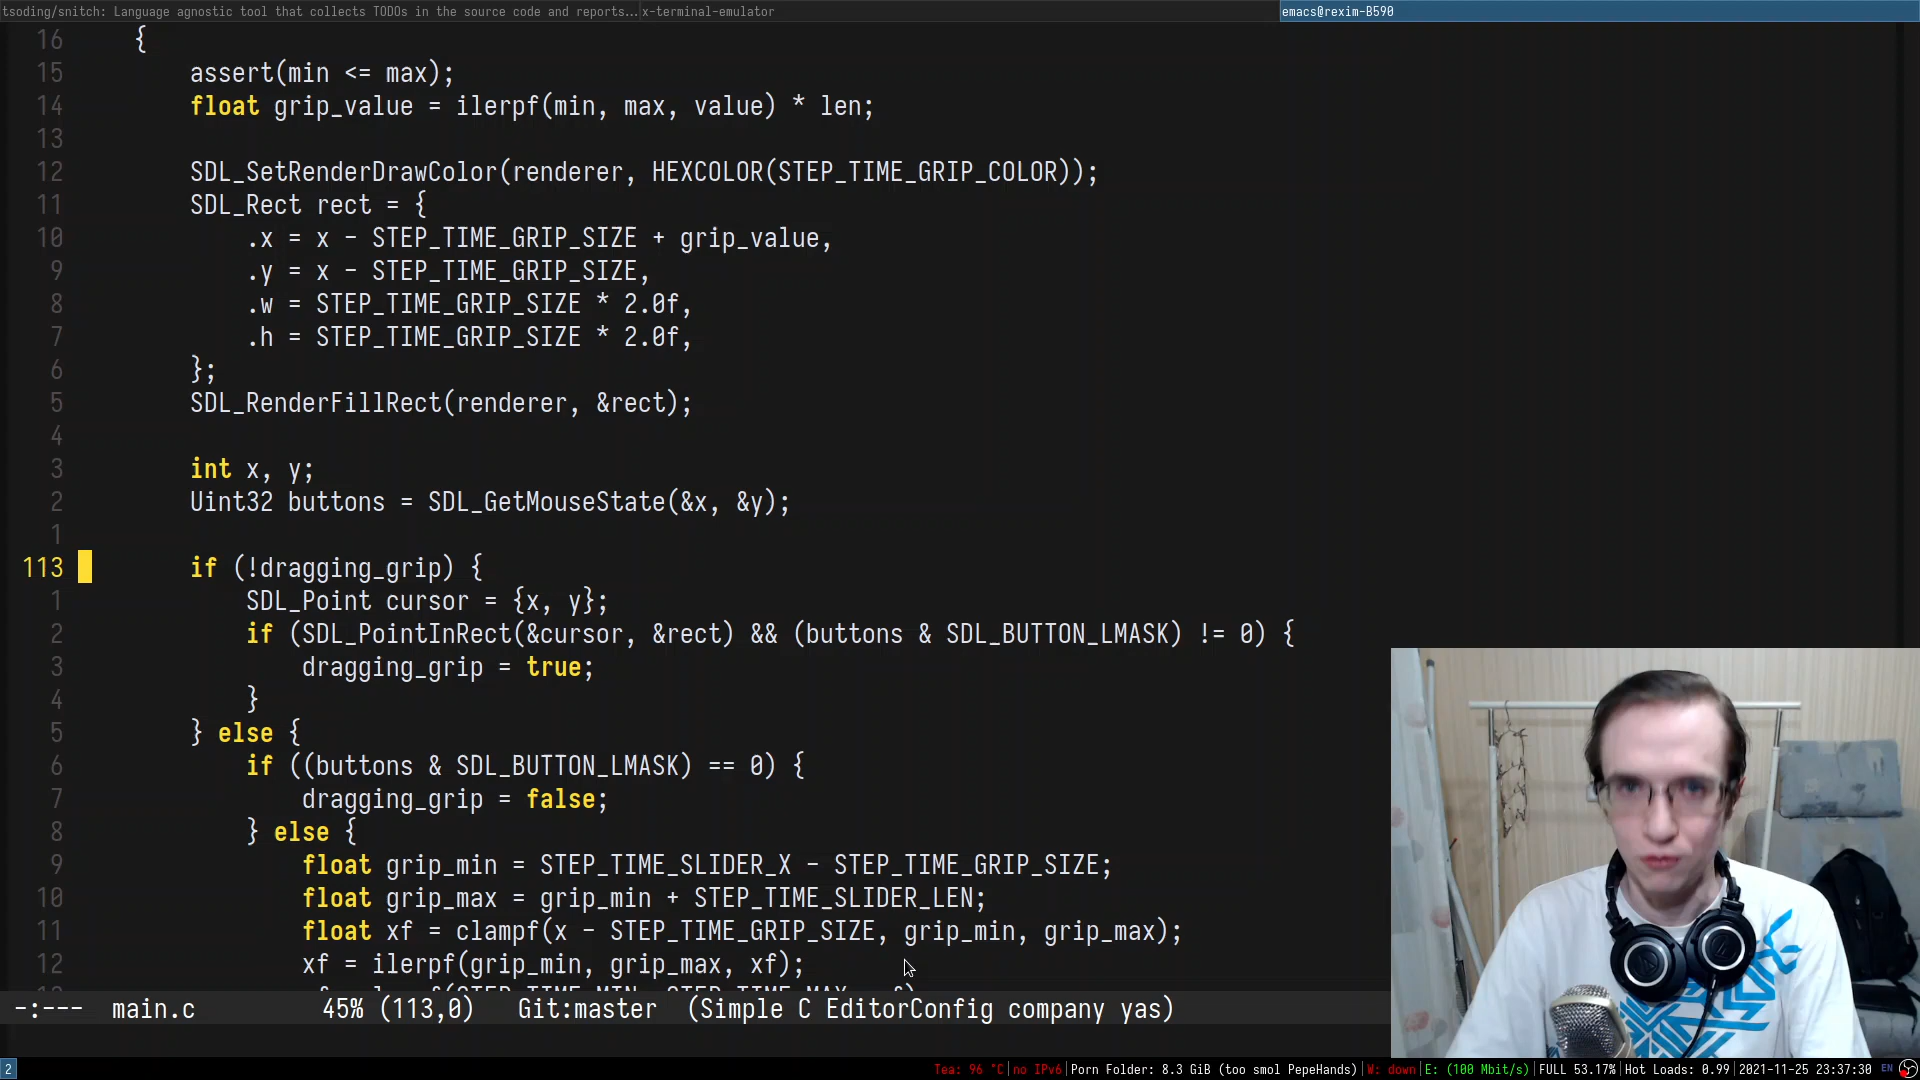 tsoding/snitch: Language agnostic tool that collects TODOs in the source code and reports... x-terminal-emulator emacs@rexim-B590
16 {
15 assert(min <= max);
14 float grip_value = ilerpf(min, max, value) * len;
13
12 SDL_SetRenderDrawColor(renderer, HEXCOLOR(STEP_TIME_GRIP_COLOR));
11 SDL_Rect rect = {
10 .x = x - STEP_TIME_GRIP_SIZE + grip_value,
9 .y = x - STEP_TIME_GRIP_SIZE,
8 .w = STEP_TIME_GRIP_SIZE * 2.0f,
7 .h = STEP_TIME_GRIP_SIZE * 2.0f,
6 };
5 SDL_RenderFillRect(renderer, &rect);
4
3 int x, y;
2 Uint32 buttons = SDL_GetMouseState(&x, &y);
1
113 if (!dragging_grip) {
1 SDL_Point cursor = {x, y};
2 if (SDL_PointInRect(&cursor, &rect) && (buttons & SDL_BUTTON_LMASK) != 0) {
3 dragging_grip = true;
4 }
5 } else {
6 if ((buttons & SDL_BUTTON_LMASK) == 0) {
7 dragging_grip = false;
8 } else {
9 float grip_min = STEP_TIME_SLIDER_X - STEP_TIME_GRIP_SIZE;
10 float grip_max = grip_min + STEP_TIME_SLIDER_LEN;
11 float xf = clampf(x - STEP_TIME_GRIP_SIZE, grip_min, grip_max);
12 xf = ilerpf(grip_min, grip_max, xf);
-:--- main.c 45% (113,0) Git:master (Simple C EditorConfig company yas)
2 Tea: 96 °C|no IPv6|Porn Folder: 8.3 GiB (too smol PepeHands)|W: down|E: (100 Mbit/s)|FULL 53.17%|Hot Loads: 0.99|2021-11-25 23:37:30 EN